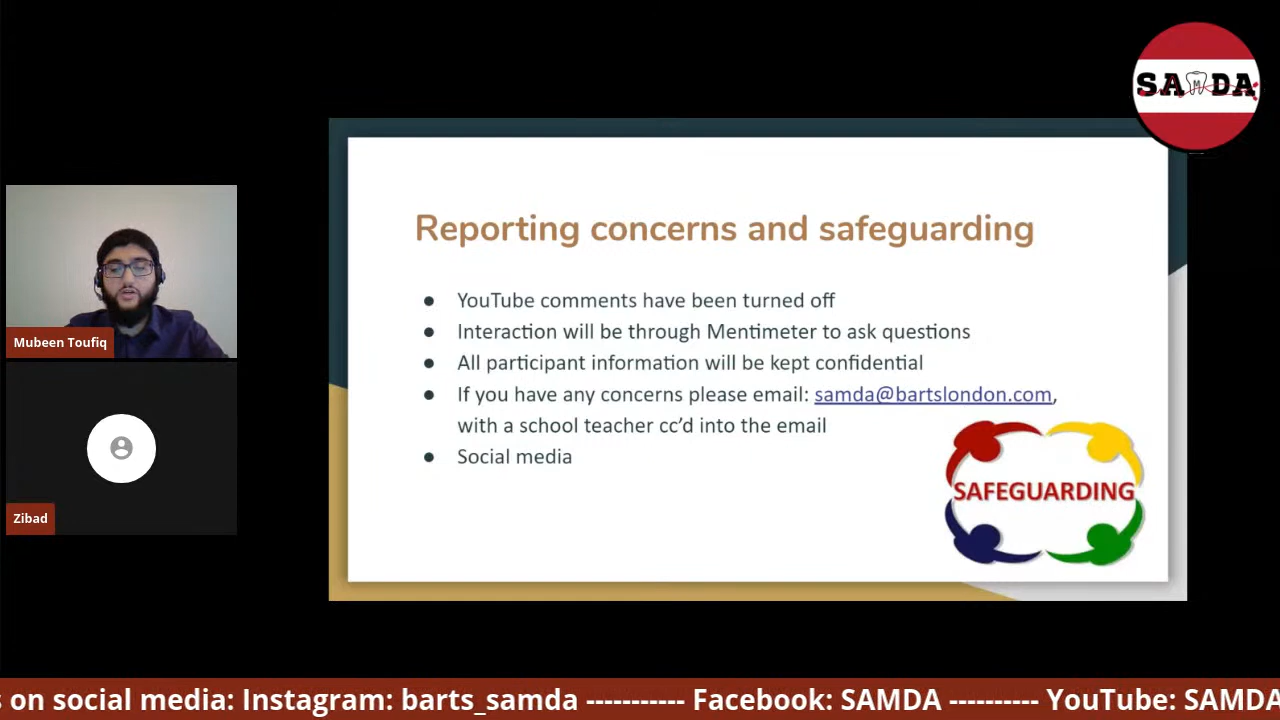 SAMDA
Reporting concerns and safeguarding
● YouTube comments have been turned off
● Interaction will be through Mentimeter to ask questions
● All participant information will be kept confidential
● If you have any concerns please email: samda@bartslondon.com,
with a school teacher cc’d into the email
● Social media
SAFEGUARDING
Mubeen Toufiq
Zibad
s on social media: Instagram: barts_samda ----------- Facebook: SAMDA ---------- YouTube: SAMDA